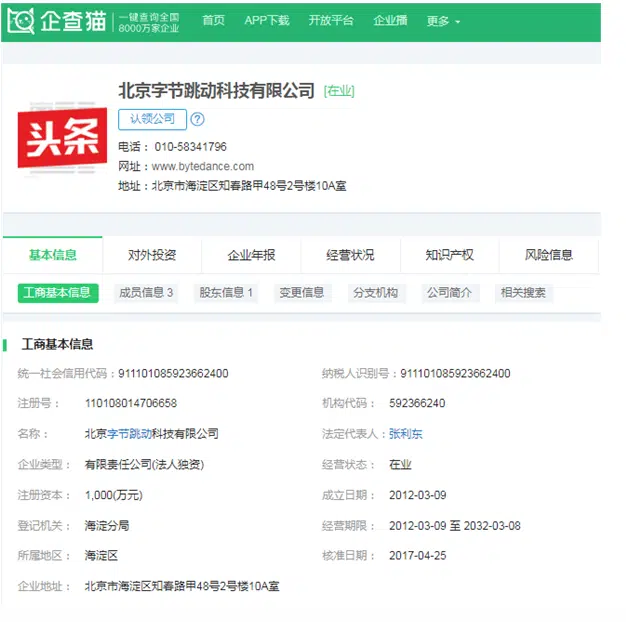 企查猫 一键查询全国 8000万家企业 首页 APP下载 开放平台 企业播 更多
北京字节跳动科技有限公司 [在业]
认领公司 ?
头条
电话： 010-58341796
网址：www.bytedance.com
地址：北京市海淀区知春路甲48号2号楼10A室
基本信息 对外投资 企业年报 经营状况 知识产权 风险信息
工商基本信息 成员信息 3 股东信息 1 变更信息 分支机构 公司简介 相关搜索
工商基本信息
统一社会信用代码：911101085923662400 纳税人识别号：911101085923662400
注册号： 110108014706658 机构代码： 592366240
名称： 北京字节跳动科技有限公司 法定代表人：张利东
企业类型： 有限责任公司(法人独资) 经营状态： 在业
注册资本： 1,000(万元) 成立日期： 2012-03-09
登记机关： 海淀分局 经营期限： 2012-03-09 至 2032-03-08
所属地区： 海淀区 核准日期： 2017-04-25
企业地址： 北京市海淀区知春路甲48号2号楼10A室